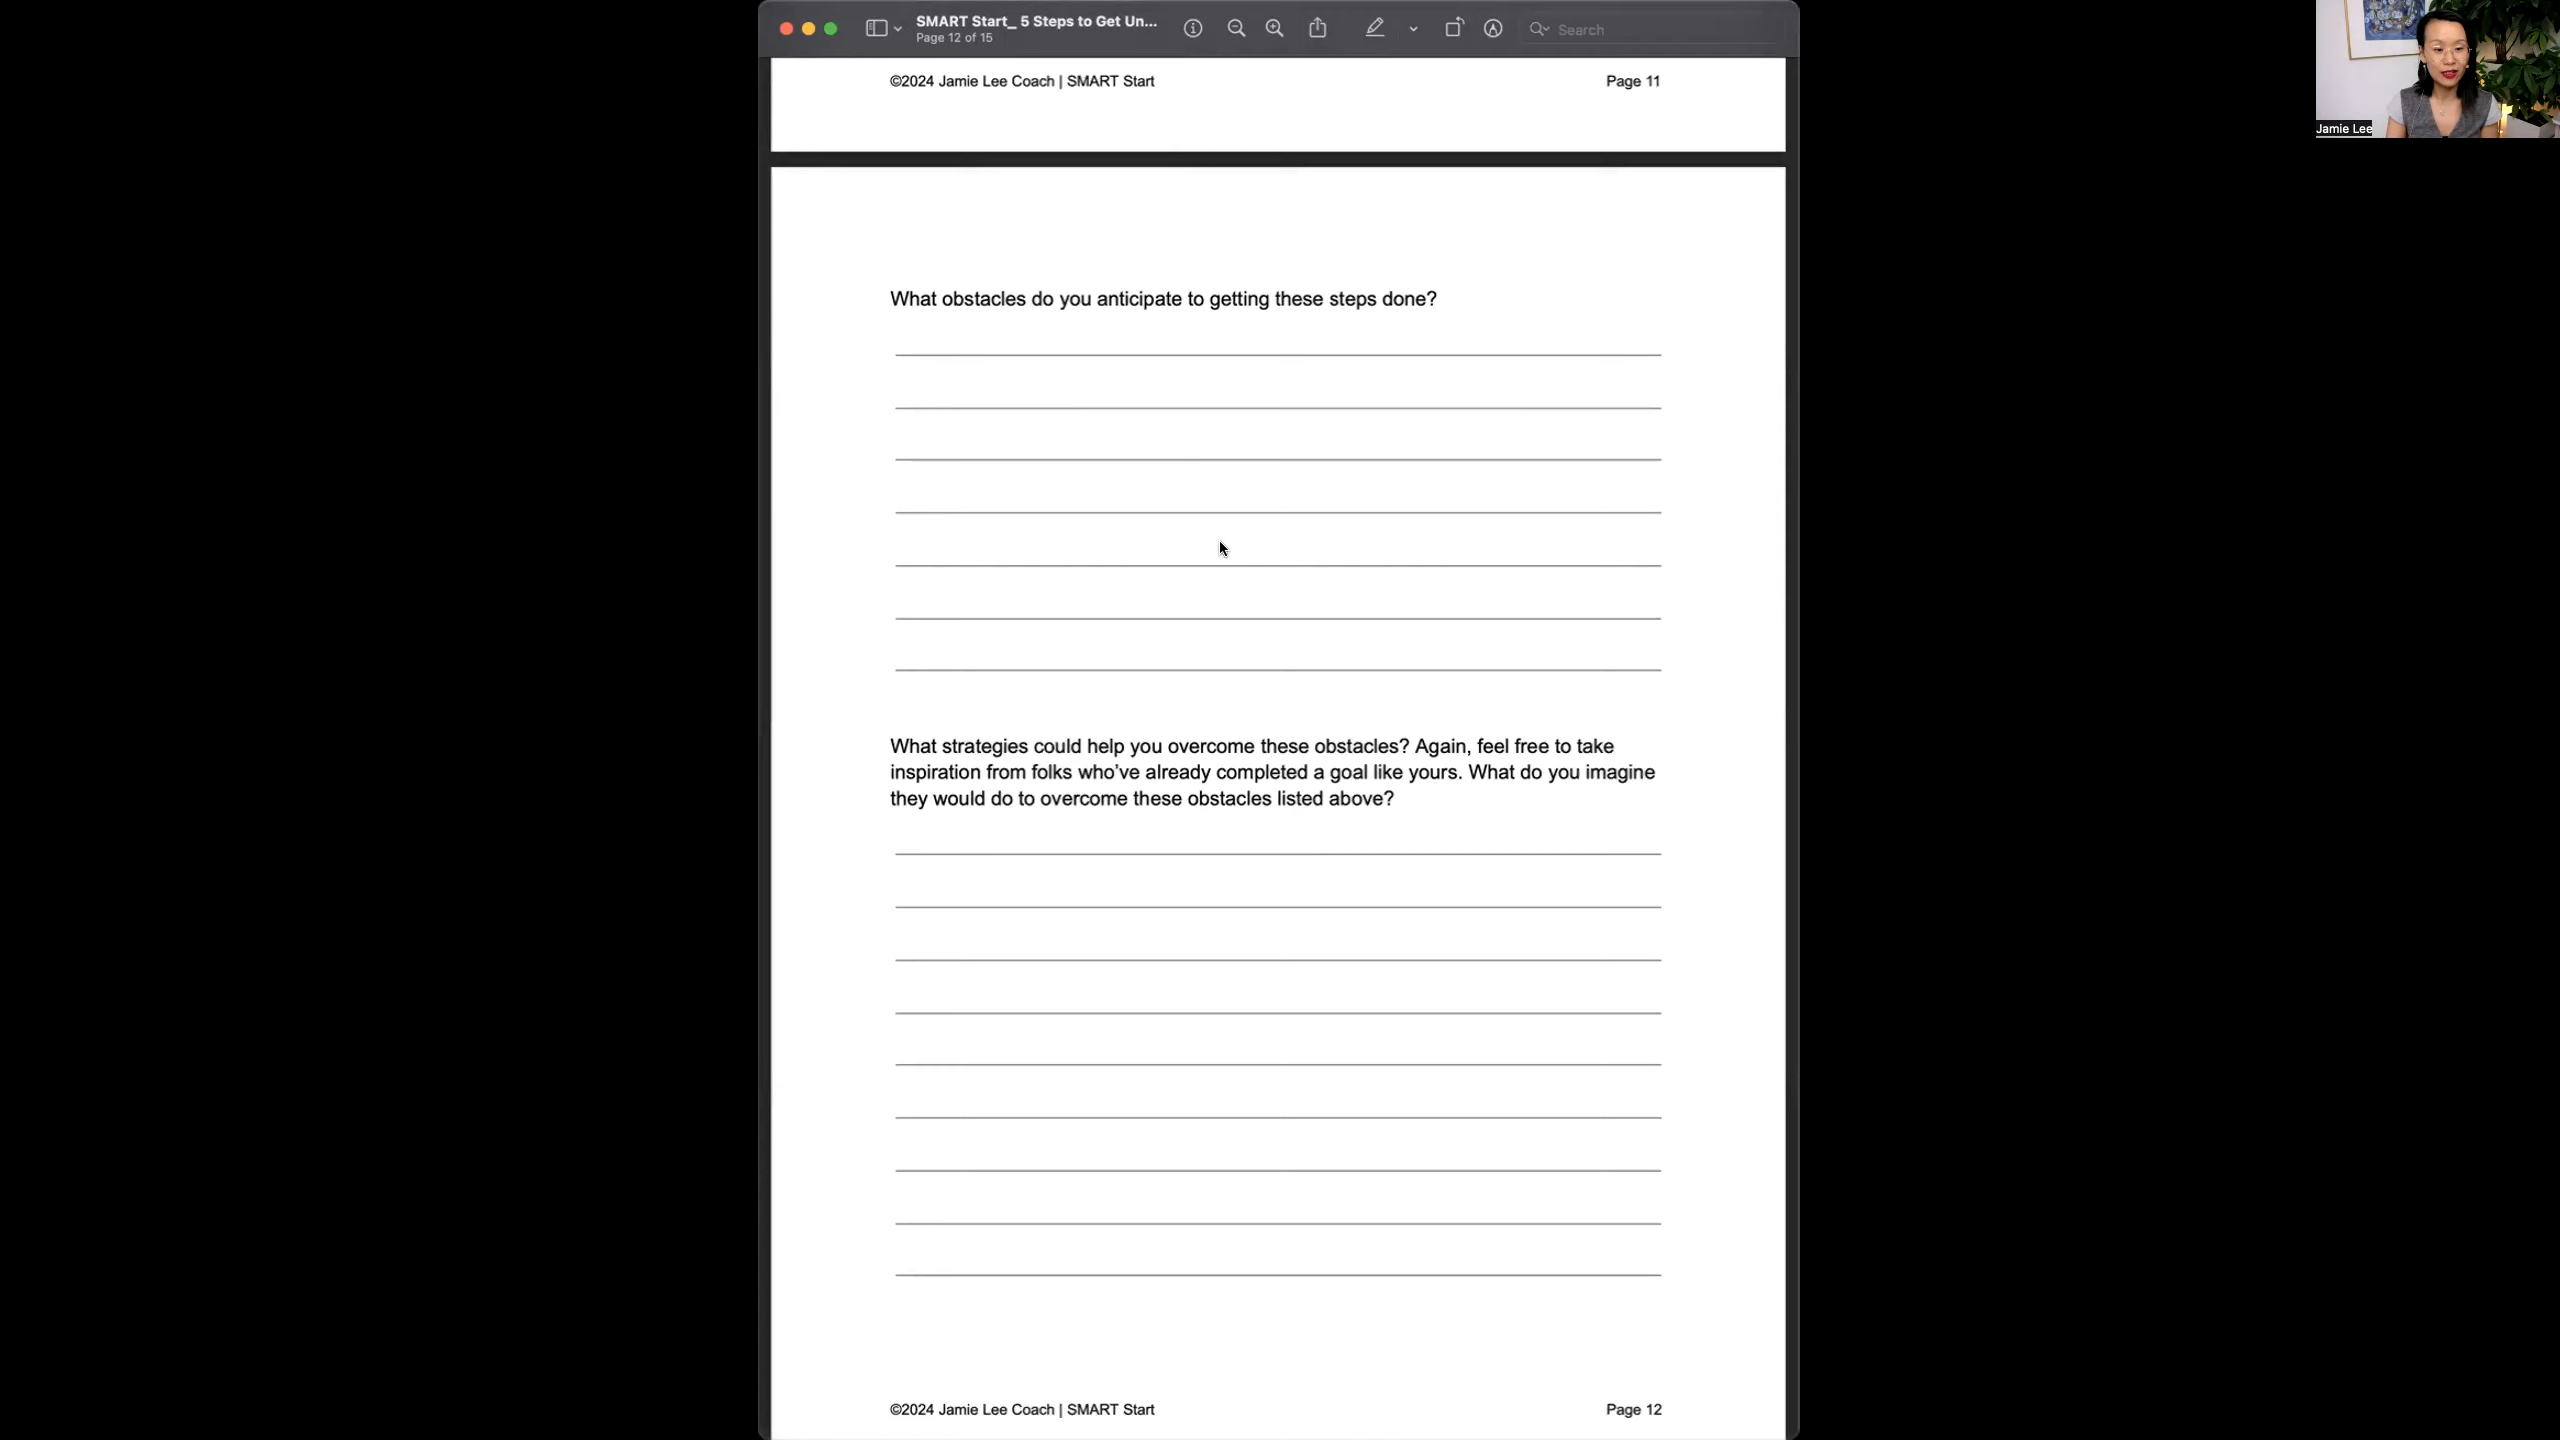 SMART Start_ 5 Steps to Get Un...
Page 12 of 15
Search
Jamie Lee
©2024 Jamie Lee Coach | SMART Start
Page 11
What obstacles do you anticipate to getting these steps done?
What strategies could help you overcome these obstacles? Again, feel free to take
inspiration from folks who’ve already completed a goal like yours. What do you imagine
they would do to overcome these obstacles listed above?
©2024 Jamie Lee Coach | SMART Start
Page 12